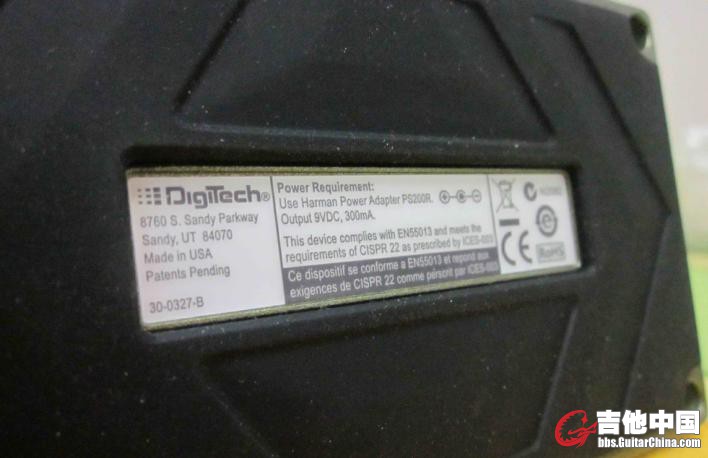 DigiTech®
8760 S. Sandy Parkway
Sandy, UT 84070
Made in USA
Patents Pending
30-0327-B
Power Requirement:
Use Harman Power Adapter PS200R.
Output 9VDC, 300mA.
This device complies with EN55013 and meets the
requirements of CISPR 22 as prescribed by ICES-003
Ce dispositif se conforme a EN55013 et repond aux
exigences de CISPR 22 comme pérsont par ICES-003
CE
RoHS
吉他中国
bbs.GuitarChina.com